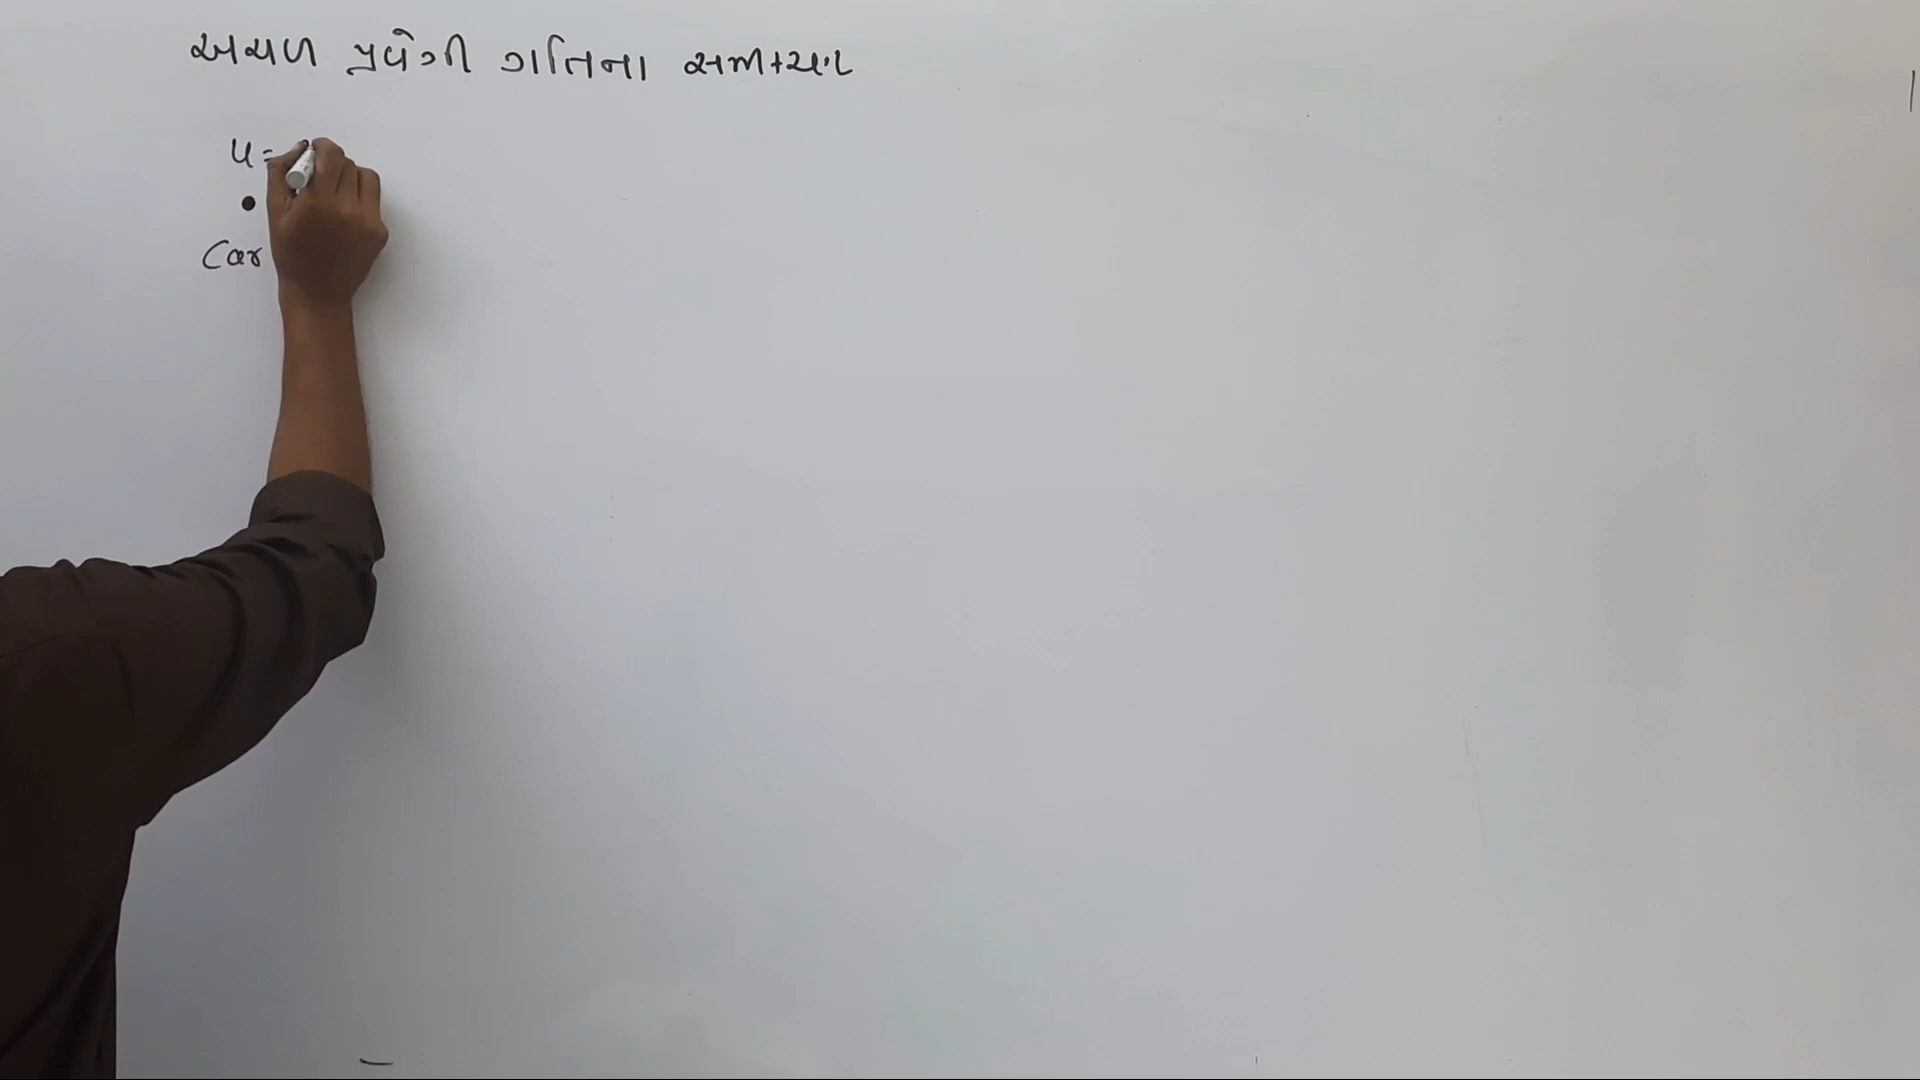 અચળ પ્રવેગી ગતિના સમીકરણ
u =
Car